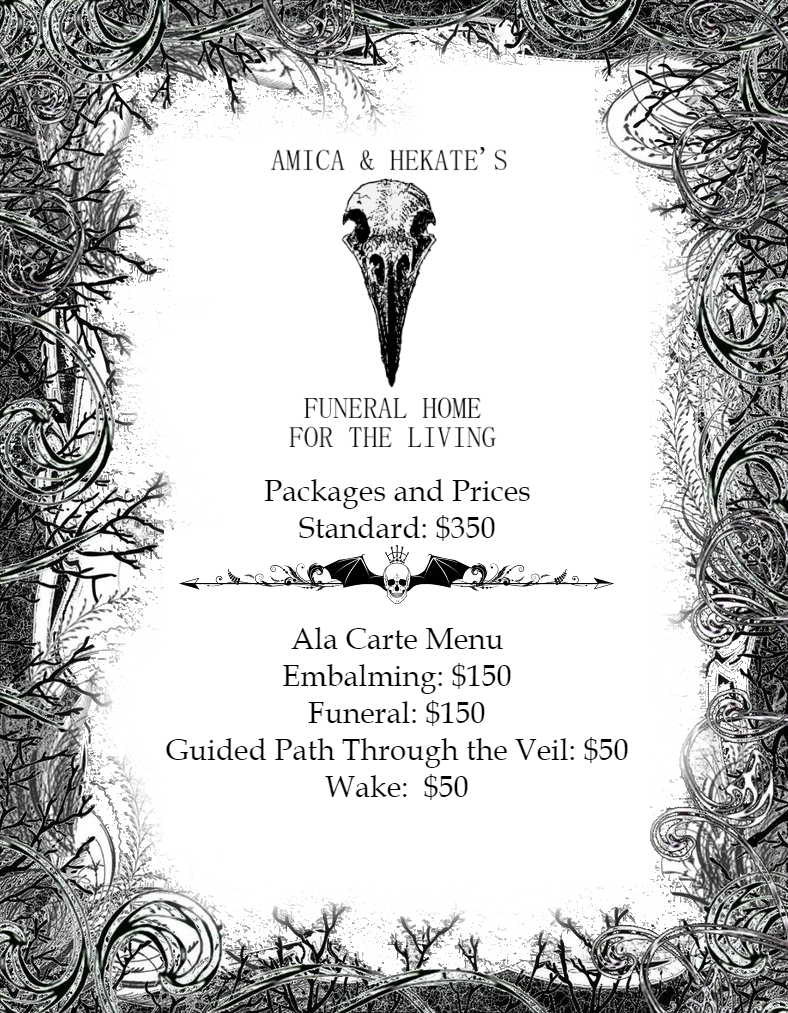 AMICA & HEKATE'S
FUNERAL HOME
FOR THE LIVING
Packages and Prices
Standard: $350
Ala Carte Menu
Embalming: $150
Funeral: $150
Guided Path Through the Veil: $50
Wake:  $50